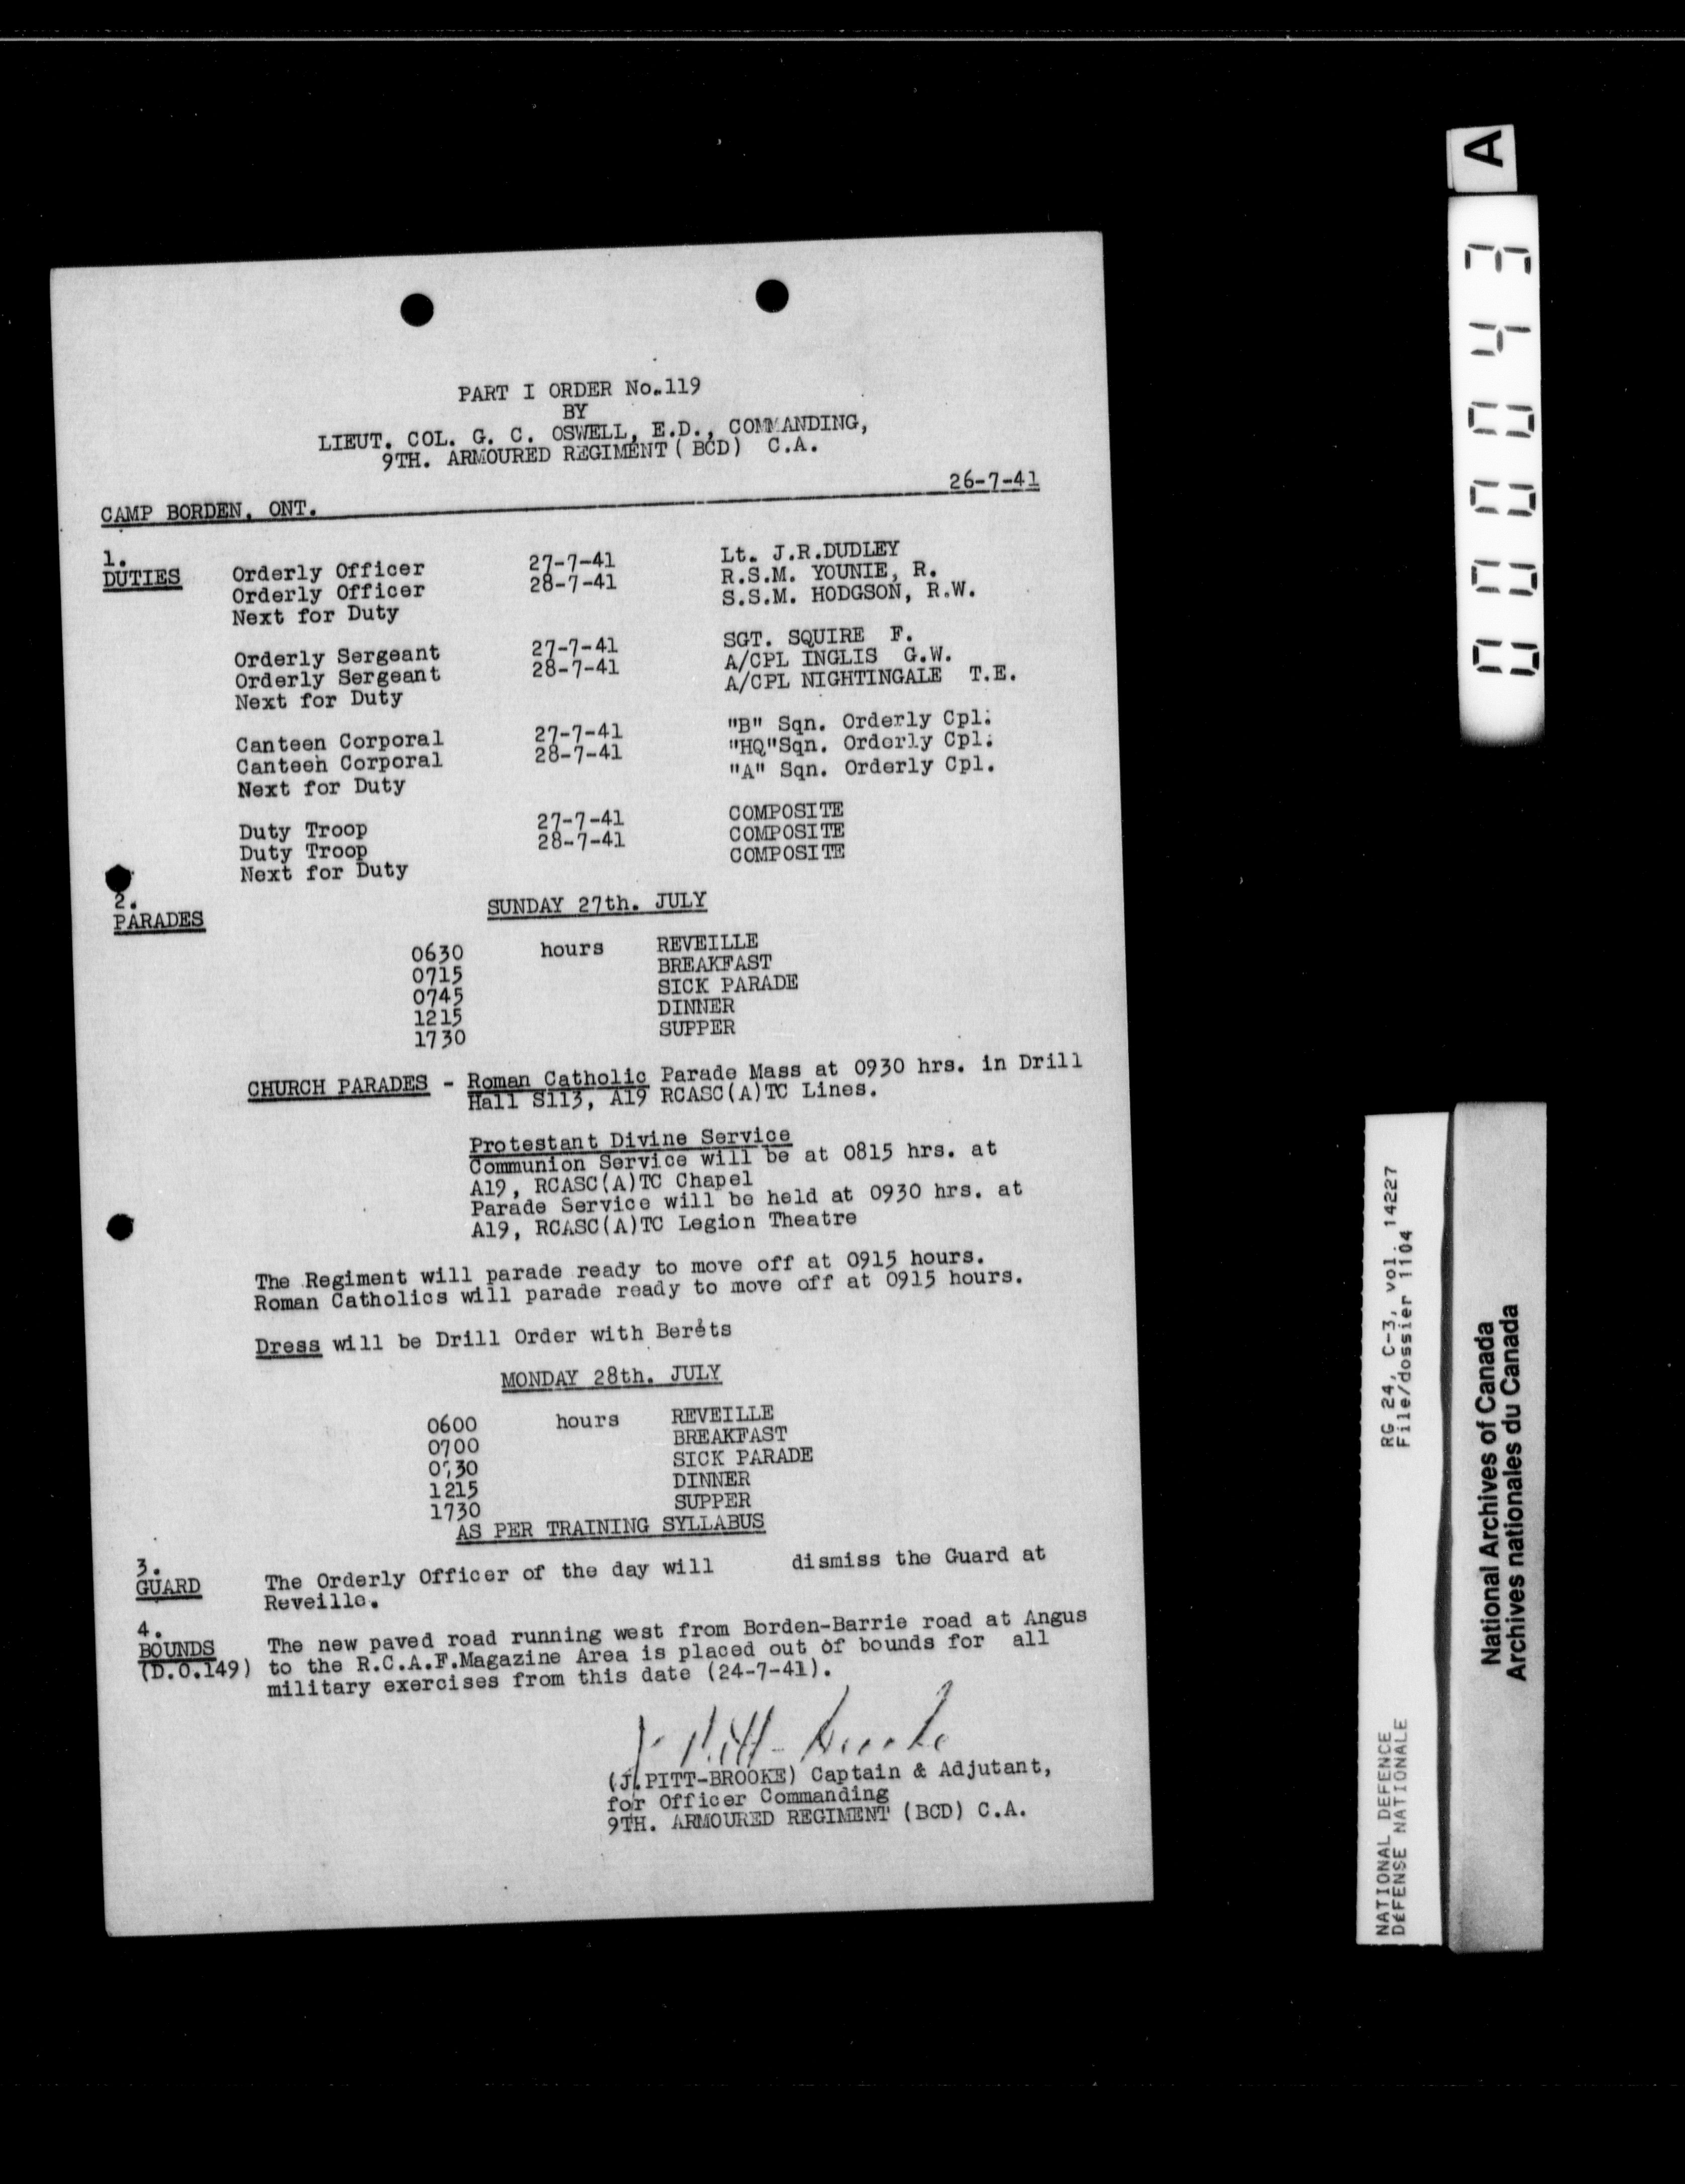 PART I ORDER No.119
BY
LIEUT. COL. G. C. OSWELL, E.D., COMMANDING,
9TH. ARMOURED REGIMENT ( BCD) C.A.
26-7-41
CAMP BORDEN, ONT.
1.
DUTIES
Orderly Officer 27-7-41 Lt. J.R.DUDLEY
Orderly Officer 28-7-41 R.S.M. YOUNIE, R.
Next for Duty S.S.M. HODGSON, R.W.
Orderly Sergeant 27-7-41 SGT. SQUIRE F.
Orderly Sergeant 28-7-41 A/CPL INGLIS G.W.
Next for Duty A/CPL NIGHTINGALE T.E.
Canteen Corporal 27-7-41 "B" Sqn. Orderly Cpl.
Canteen Corporal 28-7-41 "HQ"Sqn. Orderly Cpl.
Next for Duty "A" Sqn. Orderly Cpl.
Duty Troop 27-7-41 COMPOSITE
Duty Troop 28-7-41 COMPOSITE
Next for Duty COMPOSITE
2.
PARADES
SUNDAY 27th. JULY
0630 hours REVEILLE
0715 BREAKFAST
0745 SICK PARADE
1215 DINNER
1730 SUPPER
CHURCH PARADES - Roman Catholic Parade Mass at 0930 hrs. in Drill
Hall S113, A19 RCASC(A)TC Lines.
Protestant Divine Service
Communion Service will be at 0815 hrs. at
A19, RCASC(A)TC Chapel
Parade Service will be held at 0930 hrs. at
A19, RCASC(A)TC Legion Theatre
The Regiment will parade ready to move off at 0915 hours.
Roman Catholics will parade ready to move off at 0915 hours.
Dress will be Drill Order with Berets
MONDAY 28th. JULY
0600 hours REVEILLE
0700 BREAKFAST
0730 SICK PARADE
1215 DINNER
1730 SUPPER
AS PER TRAINING SYLLABUS
3.
GUARD
The Orderly Officer of the day will dismiss the Guard at
Reveille.
4.
BOUNDS
(D.O.149)
The new paved road running west from Borden-Barrie road at Angus
to the R.C.A.F.Magazine Area is placed out of bounds for all
military exercises from this date (24-7-41).
J. Pitt-Brooke
(J.PITT-BROOKE) Captain & Adjutant,
for Officer Commanding
9TH. ARMOURED REGIMENT (BCD) C.A.
A
000043
NATIONAL DEFENCE RG 24, C-3, vol. 14227
DÉFENSE NATIONALE File/dossier 1104
National Archives of Canada
Archives nationales du Canada